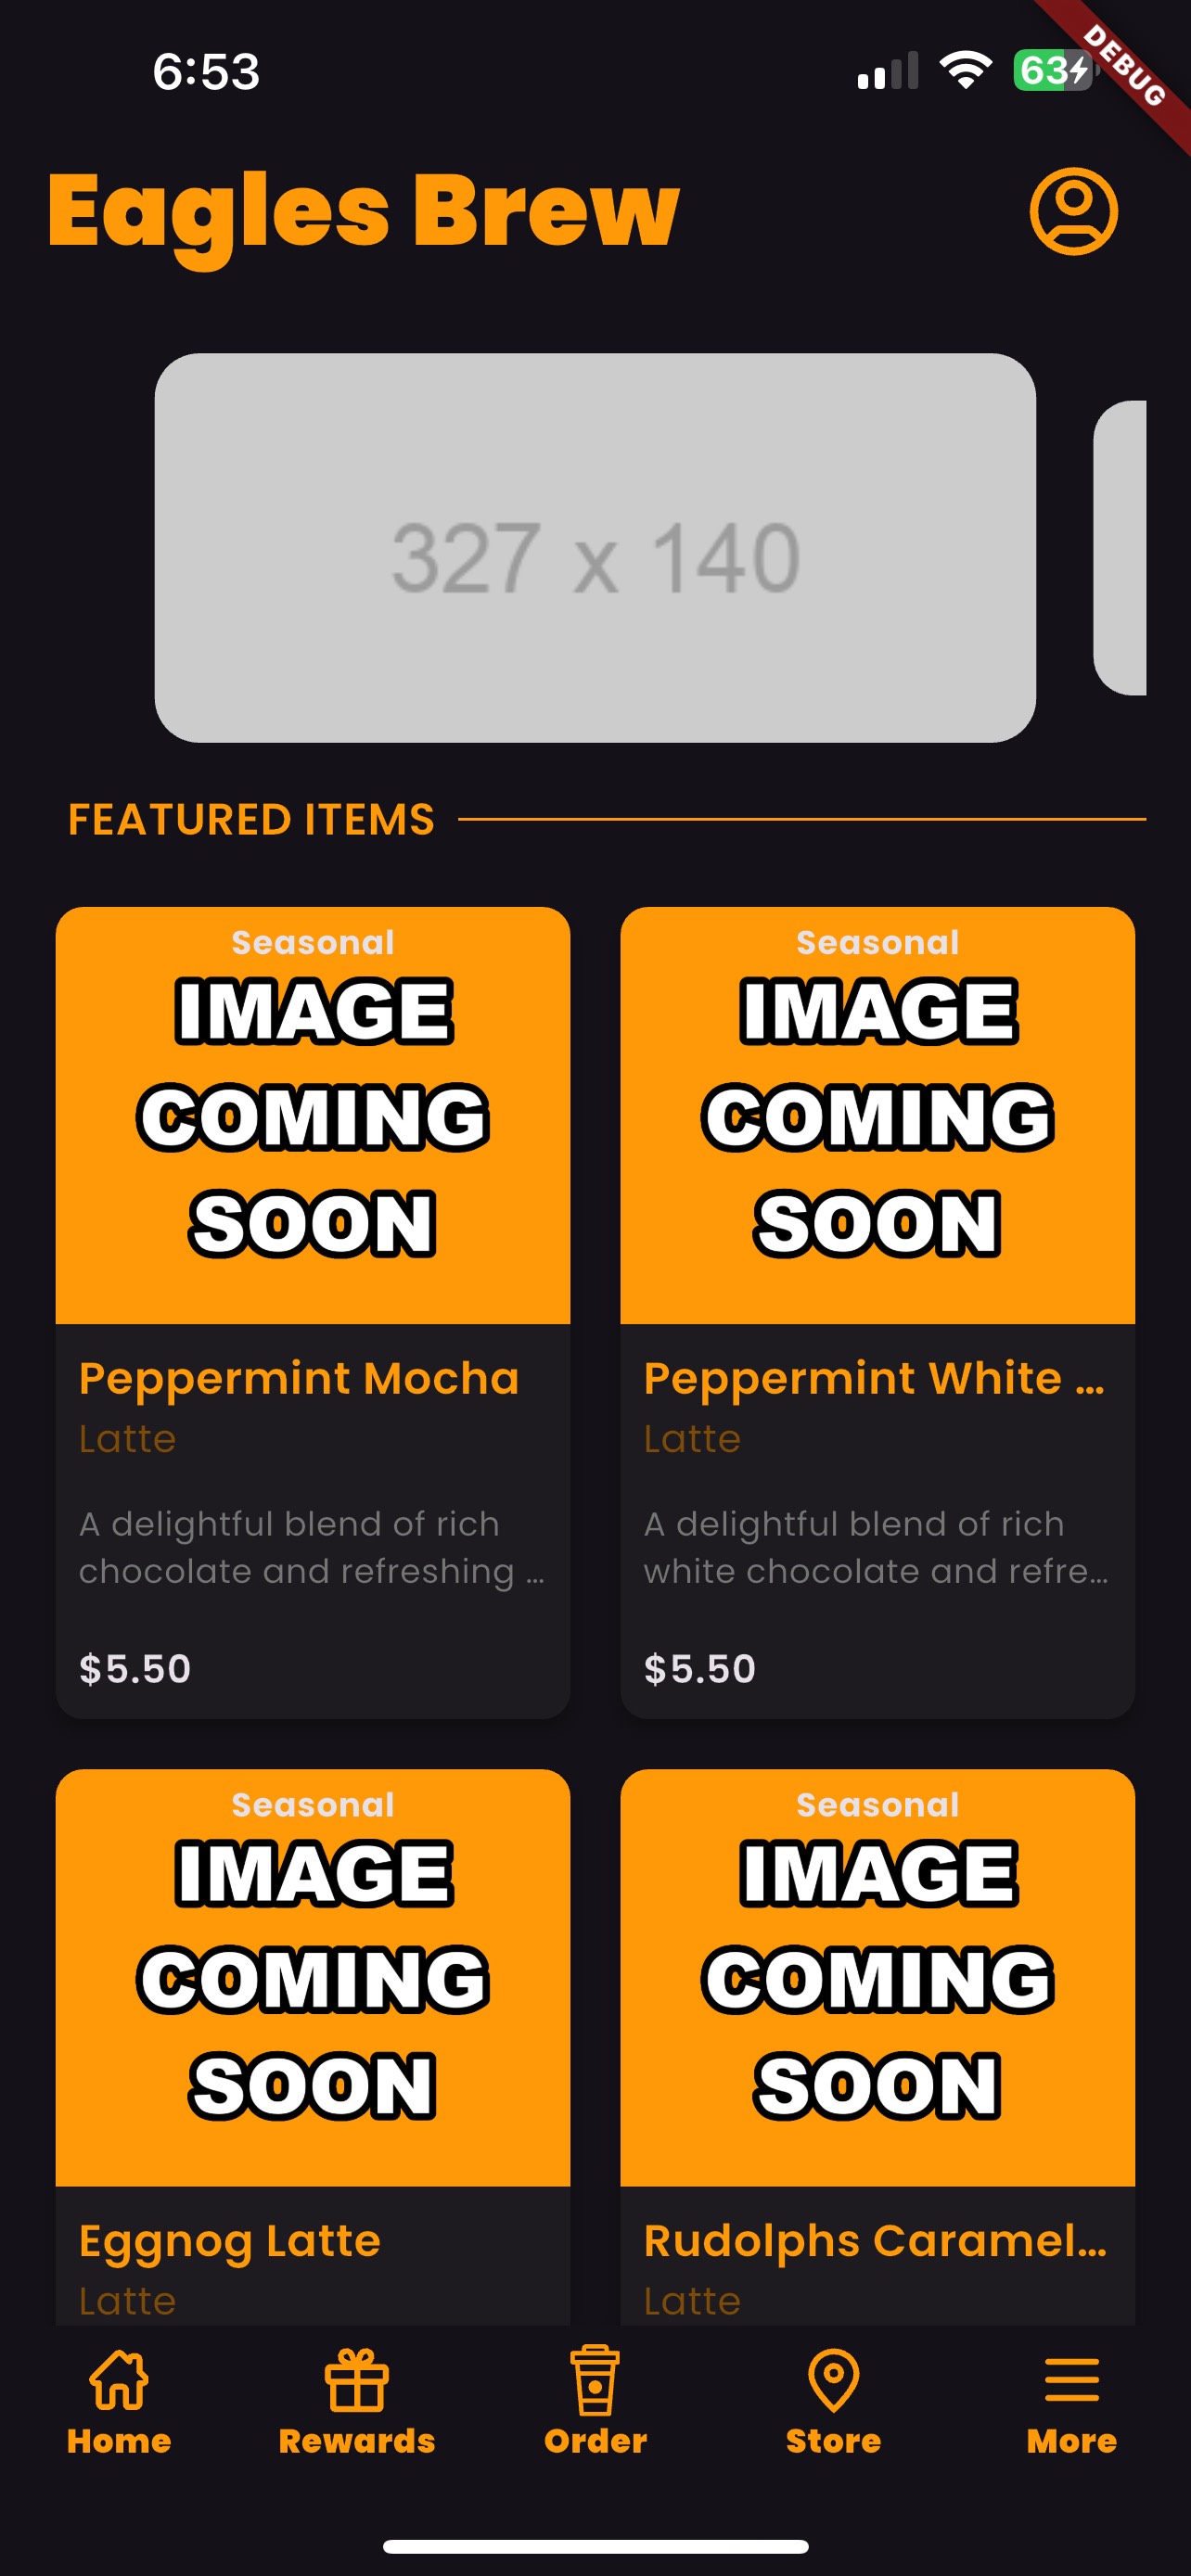 6:53
63
DEBUG
Eagles Brew
327 x 140
FEATURED ITEMS
Seasonal
IMAGE
COMING
SOON
Peppermint Mocha
Latte
A delightful blend of rich
chocolate and refreshing ...
$5.50
Seasonal
IMAGE
COMING
SOON
Peppermint White ...
Latte
A delightful blend of rich
white chocolate and refre...
$5.50
Seasonal
IMAGE
COMING
SOON
Eggnog Latte
Latte
Seasonal
IMAGE
COMING
SOON
Rudolphs Caramel...
Latte
Home
Rewards
Order
Store
More